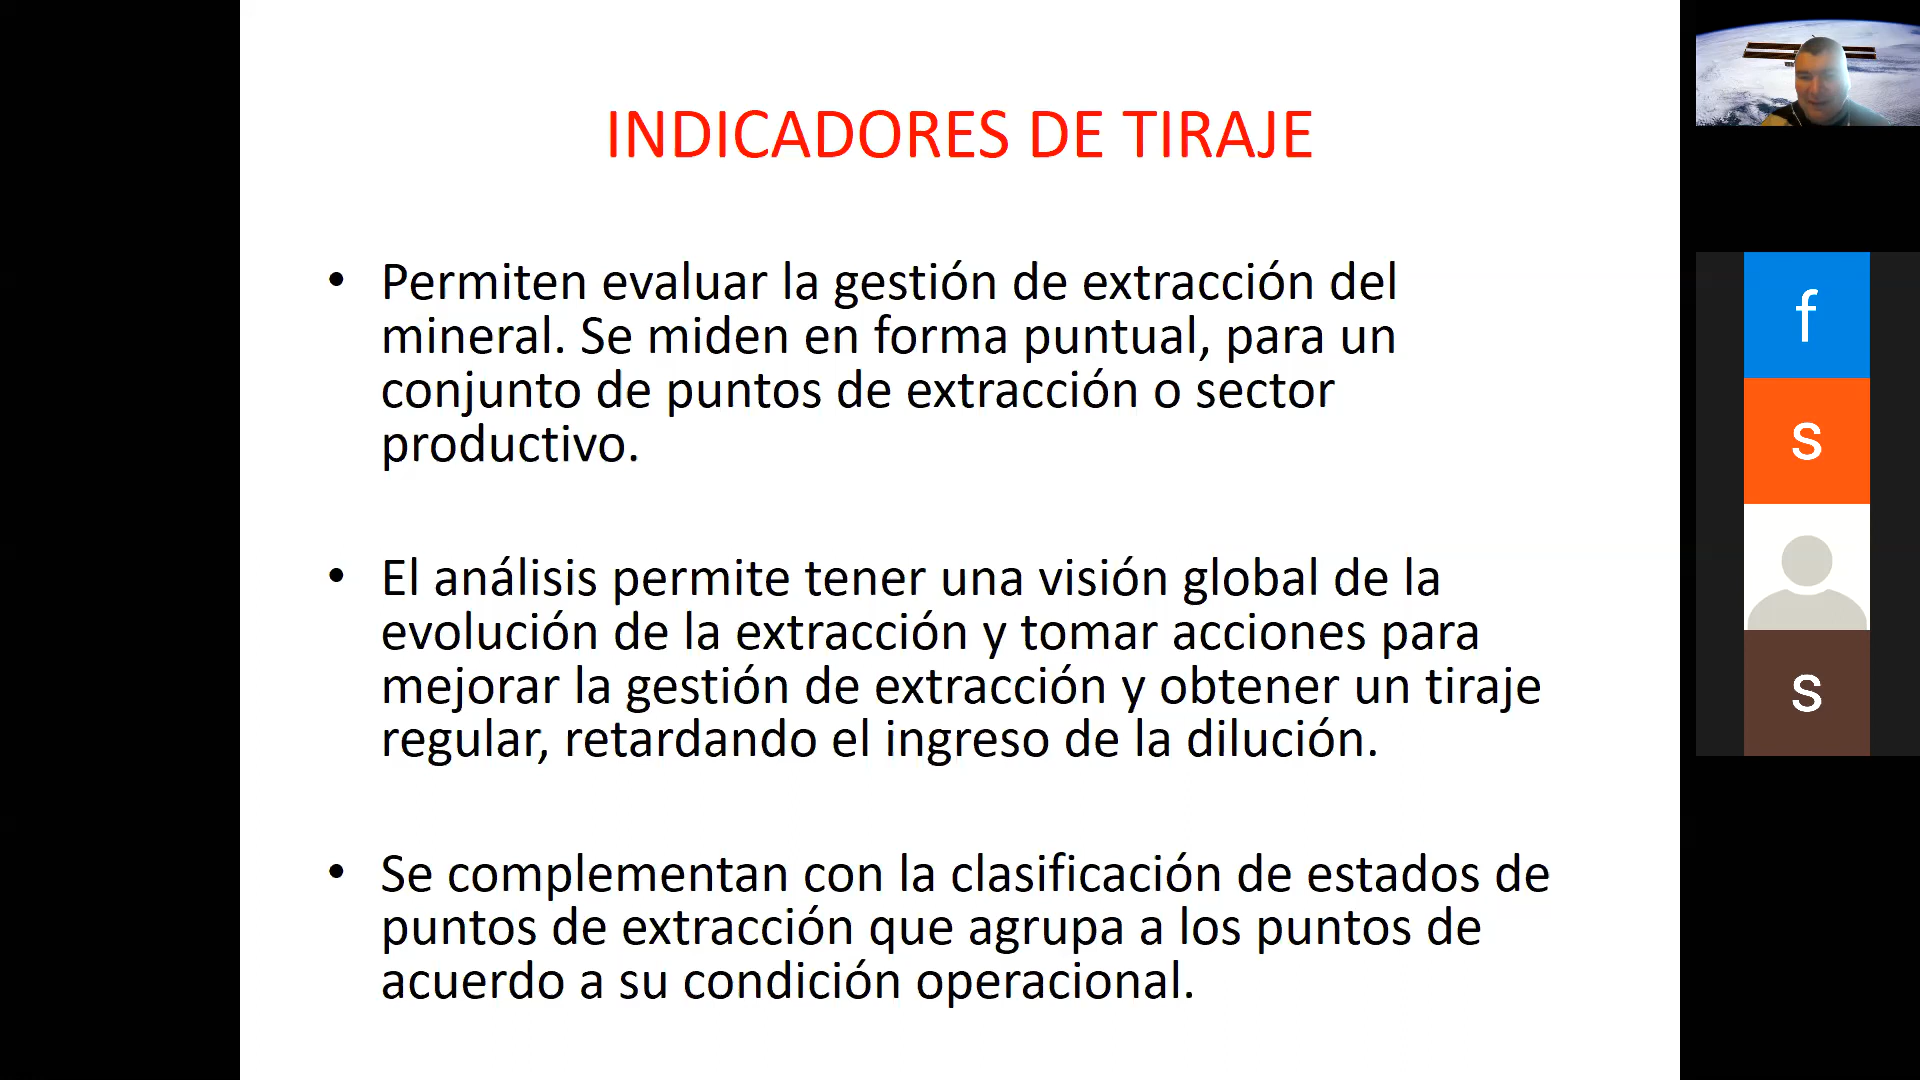 INDICADORES DE TIRAJE
• Permiten evaluar la gestión de extracción del
mineral. Se miden en forma puntual, para un
conjunto de puntos de extracción o sector
productivo.
• El análisis permite tener una visión global de la
evolución de la extracción y tomar acciones para
mejorar la gestión de extracción y obtener un tiraje
regular, retardando el ingreso de la dilución.
• Se complementan con la clasificación de estados de
puntos de extracción que agrupa a los puntos de
acuerdo a su condición operacional.
f
s
s